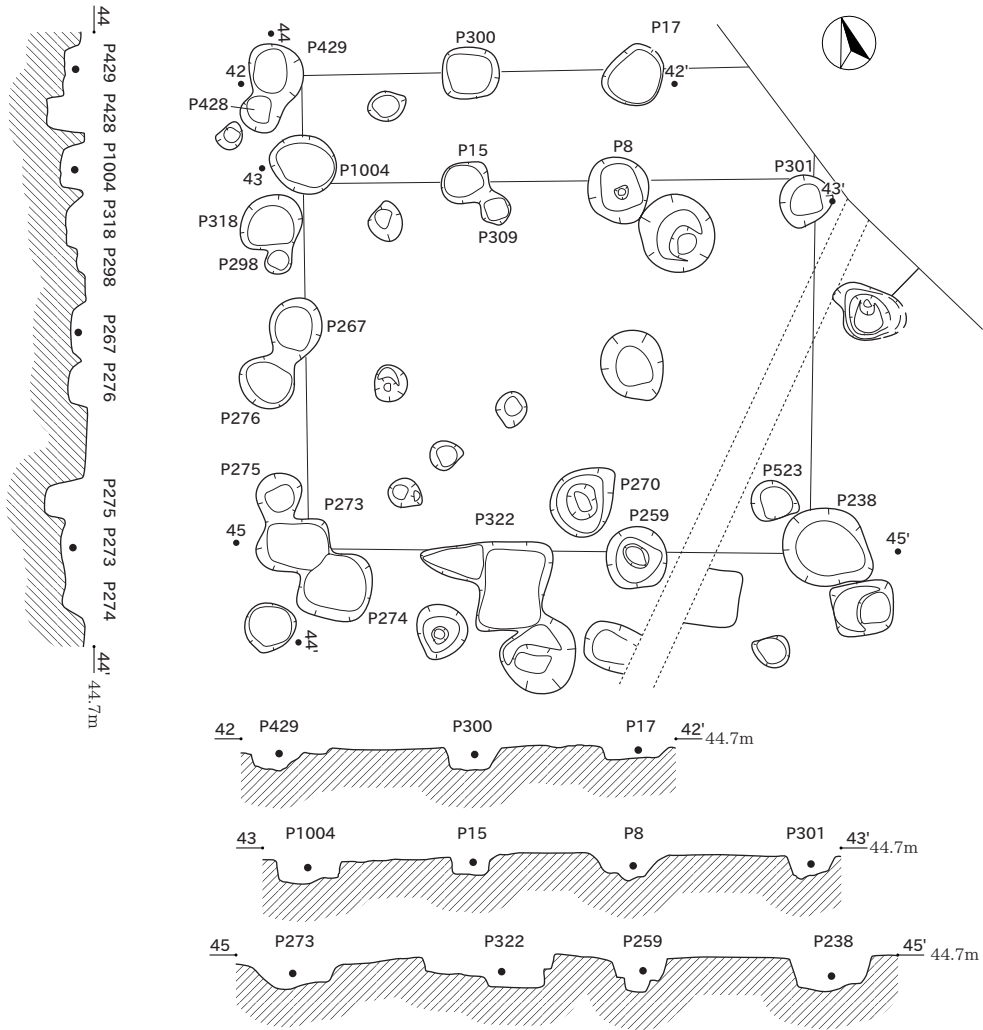 44
P429
P428
P1004
P318
P298
P267
P276
P275
P273
P274
44'
44.7m
44
P429
P300
P17
42
42'
P428
43
P1004
P15
P8
P301
43'
P318
P309
P298
P267
P276
P275
P273
P322
P270
P259
P523
P238
45
45'
P274
44'
42
P429
P300
P17
42'
44.7m
43
P1004
P15
P8
P301
43'
44.7m
45
P273
P322
P259
P238
45'
44.7m